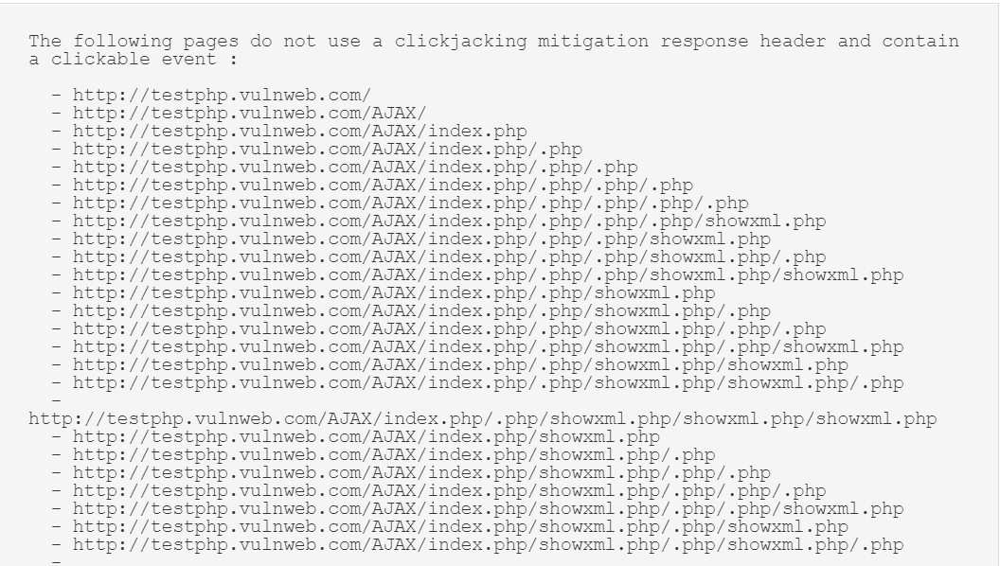 The following pages do not use a clickjacking mitigation response header and contain
a clickable event :
- http://testphp.vulnweb.com/
- http://testphp.vulnweb.com/AJAX/
- http://testphp.vulnweb.com/AJAX/index.php
- http://testphp.vulnweb.com/AJAX/index.php/.php
- http://testphp.vulnweb.com/AJAX/index.php/.php/.php
- http://testphp.vulnweb.com/AJAX/index.php/.php/.php/.php
- http://testphp.vulnweb.com/AJAX/index.php/.php/.php/.php/.php
- http://testphp.vulnweb.com/AJAX/index.php/.php/.php/.php/showxml.php
- http://testphp.vulnweb.com/AJAX/index.php/.php/.php/showxml.php
- http://testphp.vulnweb.com/AJAX/index.php/.php/.php/showxml.php/.php
- http://testphp.vulnweb.com/AJAX/index.php/.php/.php/showxml.php/showxml.php
- http://testphp.vulnweb.com/AJAX/index.php/.php/showxml.php
- http://testphp.vulnweb.com/AJAX/index.php/.php/showxml.php/.php
- http://testphp.vulnweb.com/AJAX/index.php/.php/showxml.php/.php/.php
- http://testphp.vulnweb.com/AJAX/index.php/.php/showxml.php/.php/showxml.php
- http://testphp.vulnweb.com/AJAX/index.php/.php/showxml.php/showxml.php
- http://testphp.vulnweb.com/AJAX/index.php/.php/showxml.php/showxml.php/.php
-
http://testphp.vulnweb.com/AJAX/index.php/.php/showxml.php/showxml.php/showxml.php
- http://testphp.vulnweb.com/AJAX/index.php/showxml.php
- http://testphp.vulnweb.com/AJAX/index.php/showxml.php/.php
- http://testphp.vulnweb.com/AJAX/index.php/showxml.php/.php/.php
- http://testphp.vulnweb.com/AJAX/index.php/showxml.php/.php/.php/.php
- http://testphp.vulnweb.com/AJAX/index.php/showxml.php/.php/.php/showxml.php
- http://testphp.vulnweb.com/AJAX/index.php/showxml.php/.php/showxml.php
- http://testphp.vulnweb.com/AJAX/index.php/showxml.php/.php/showxml.php/.php
-